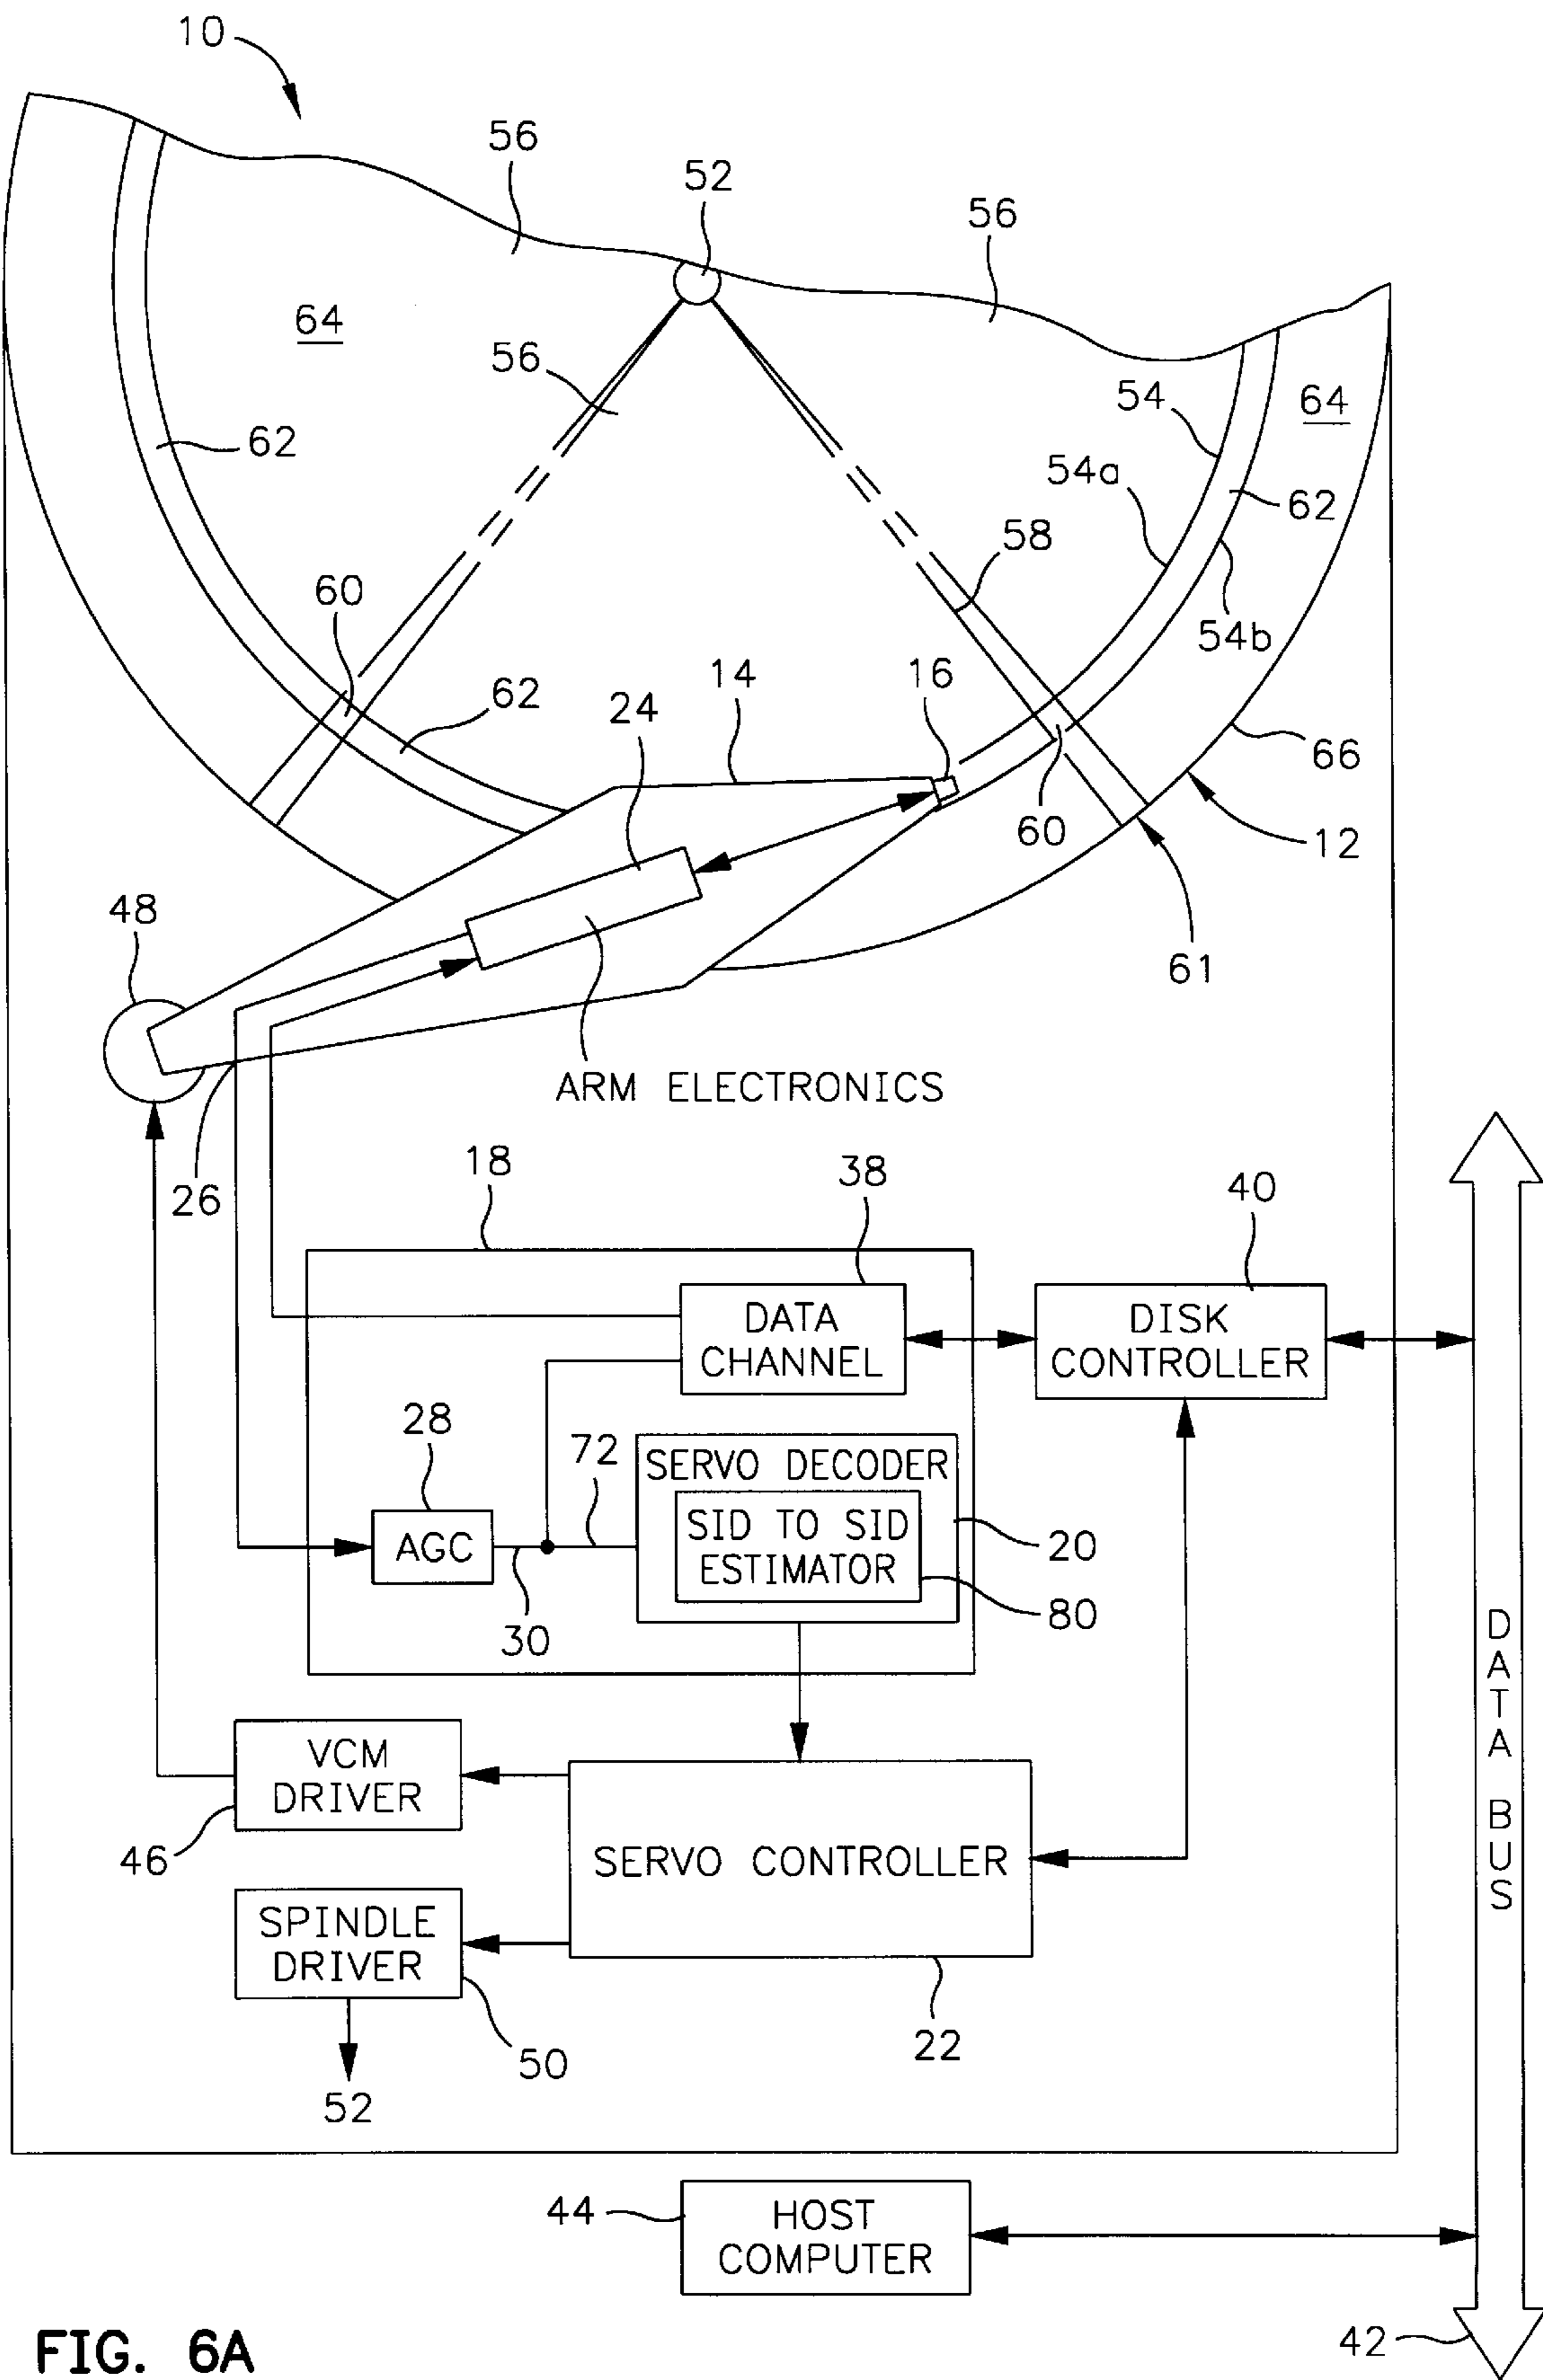 10
56
52
56
64
56
54
64
62
54a
62
58
60
54b
62
14
16
24
66
60
12
48
61
ARM ELECTRONICS
26
18
38
40
DATA
CHANNEL
DISK
CONTROLLER
28
72
SERVO DECODER
AGC
SID TO SID
ESTIMATOR
20
80
30
DATA BUS
VCM
DRIVER
46
SERVO CONTROLLER
SPINDLE
DRIVER
50
22
52
44
HOST
COMPUTER
42
FIG. 6A